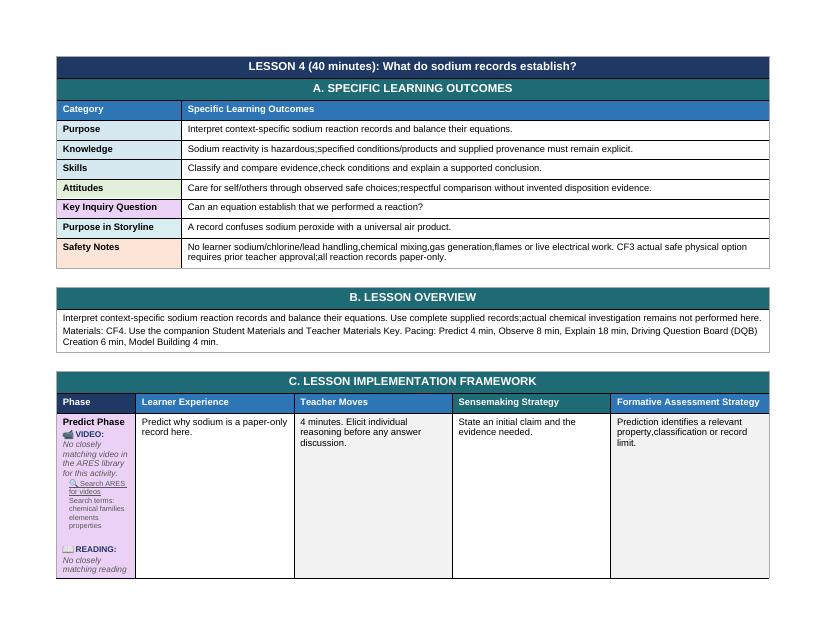 LESSON 4 (40 minutes): What do sodium records establish?
A. SPECIFIC LEARNING OUTCOMES
Category
Specific Learning Outcomes
Purpose
Interpret context-specific sodium reaction records and balance their equations.
Knowledge
Sodium reactivity is hazardous;specified conditions/products and supplied provenance must remain explicit.
Skills
Classify and compare evidence,check conditions and explain a supported conclusion.
Attitudes
Care for self/others through observed safe choices;respectful comparison without invented disposition evidence.
Key Inquiry Question
Can an equation establish that we performed a reaction?
Purpose in Storyline
A record confuses sodium peroxide with a universal air product.
Safety Notes
No learner sodium/chlorine/lead handling,chemical mixing,gas generation,flames or live electrical work. CF3 actual safe physical option
requires prior teacher approval;all reaction records paper-only.
B. LESSON OVERVIEW
Interpret context-specific sodium reaction records and balance their equations. Use complete supplied records;actual chemical investigation remains not performed here.
Materials: CF4. Use the companion Student Materials and Teacher Materials Key. Pacing: Predict 4 min, Observe 8 min, Explain 18 min, Driving Question Board (DQB)
Creation 6 min, Model Building 4 min.
C. LESSON IMPLEMENTATION FRAMEWORK
Phase
Learner Experience
Teacher Moves
Sensemaking Strategy
Formative Assessment Strategy
Predict Phase
VIDEO:
No closely
matching video in
the ARES library
for this activity.
Search ARES
for videos
Search terms:
chemical families
elements
properties
READING:
No closely
matching reading
Predict why sodium is a paper-only
record here.
4 minutes. Elicit individual
reasoning before any answer
discussion.
State an initial claim and the
evidence needed.
Prediction identifies a relevant
property,classification or record
limit.